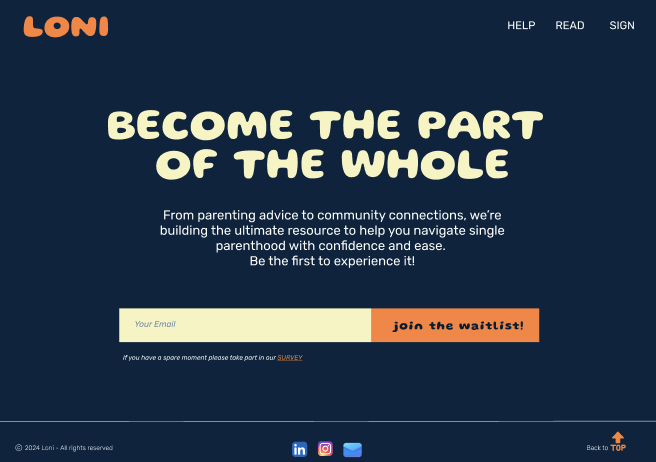 LONI
HELP READ SIGN
BECOME THE PART
OF THE WHOLE
From parenting advice to community connections, we're
building the ultimate resource to help you navigate single
parenthood with confidence and ease.
Be the first to experience it!
Your Email
join the waitlist!
If you have a spare moment please take part in our SURVEY
© 2024 Loni - All rights reserved
in
Back to TOP